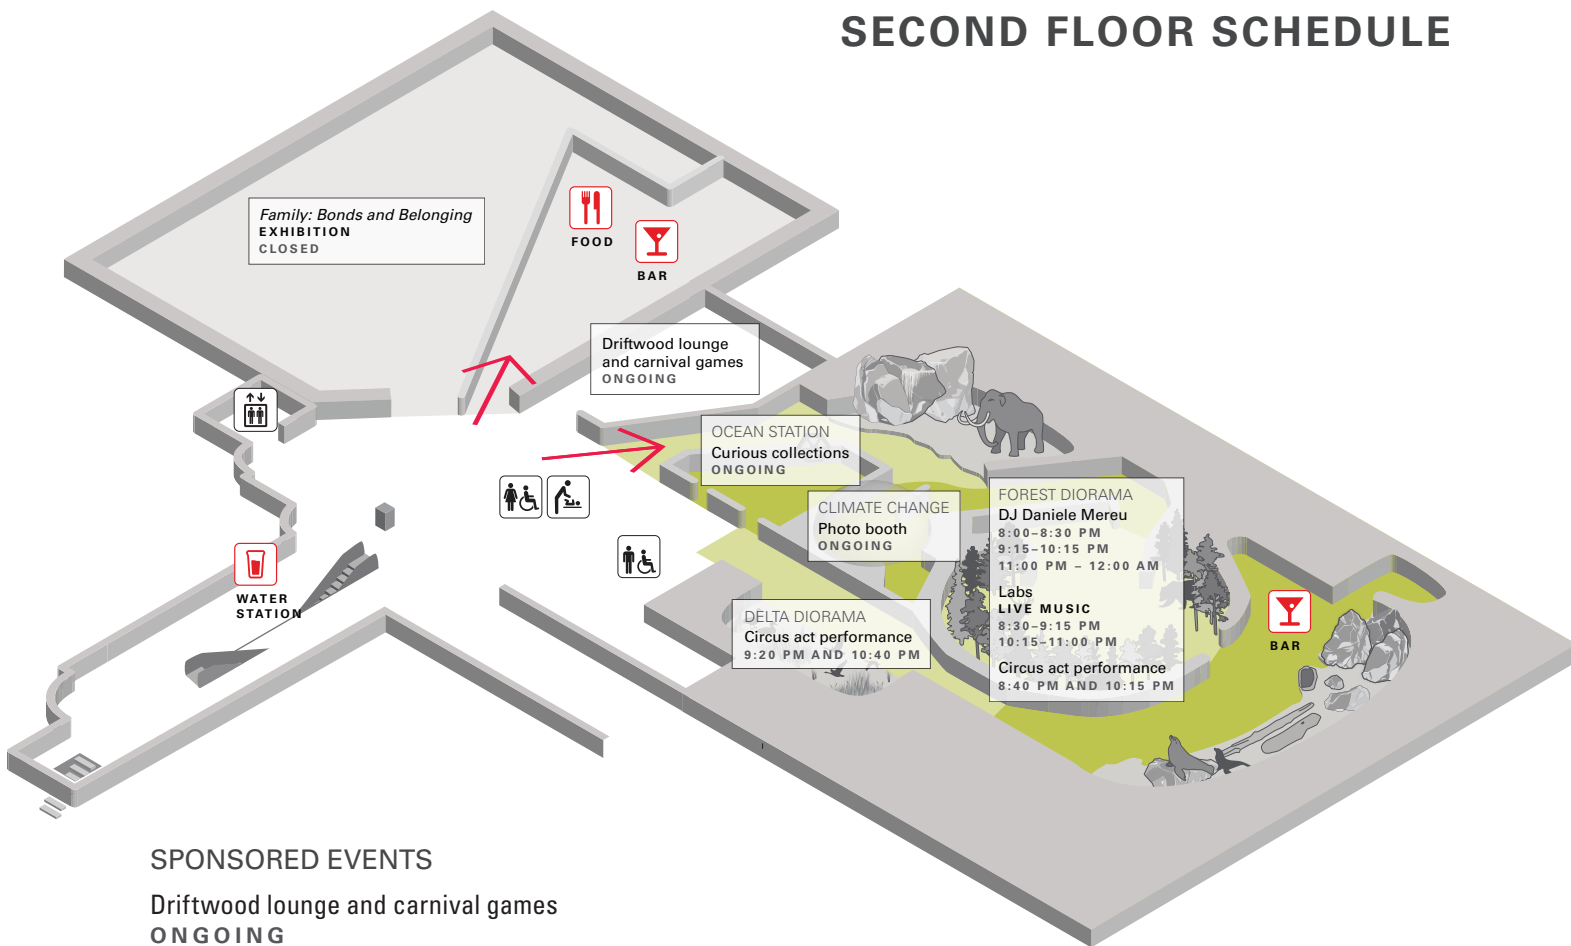 SECOND FLOOR SCHEDULE
Family: Bonds and Belonging
EXHIBITION
CLOSED
FOOD
BAR
Driftwood lounge
and carnival games
ONGOING
OCEAN STATION
Curious collections
ONGOING
CLIMATE CHANGE
Photo booth
ONGOING
FOREST DIORAMA
DJ Daniele Mereu
8:00–8:30 PM
9:15–10:15 PM
11:00 PM – 12:00 AM
Labs
LIVE MUSIC
8:30–9:15 PM
10:15–11:00 PM
Circus act performance
8:40 PM AND 10:15 PM
DELTA DIORAMA
Circus act performance
9:20 PM AND 10:40 PM
BAR
WATER
STATION
SPONSORED EVENTS
Driftwood lounge and carnival games
ONGOING